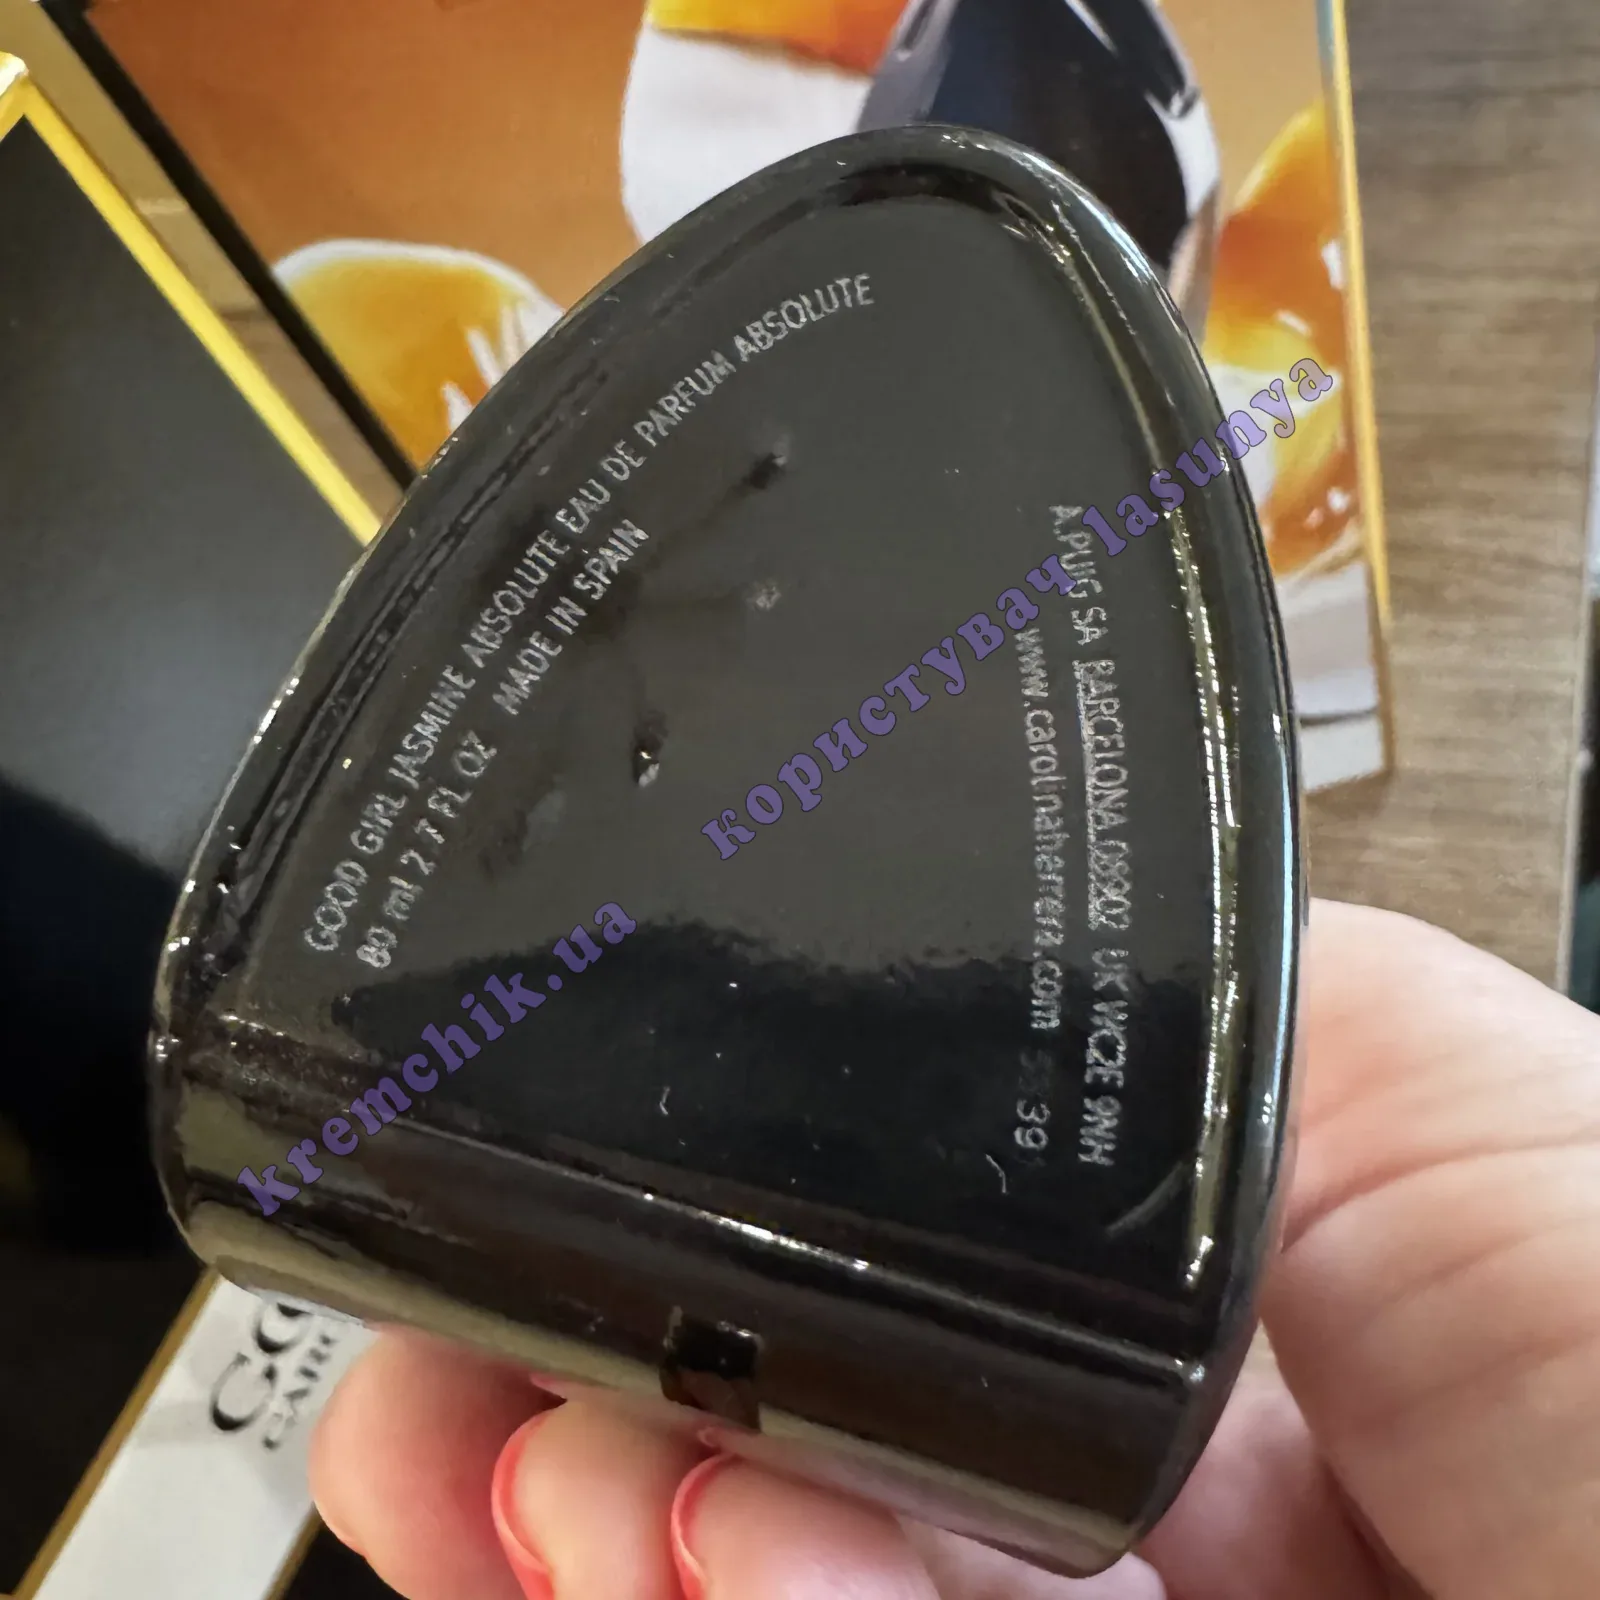 GOOD GIRL JASMINE ABSOLUTE EAU DE PARFUM ABSOLUTE
80 ml 2.7 FL OZ MADE IN SPAIN
A.PUIG SA BARCELONA 08902 UK WC2E 9NH
www.carolinaherrera.com
kremchik.ua користувач lasunya